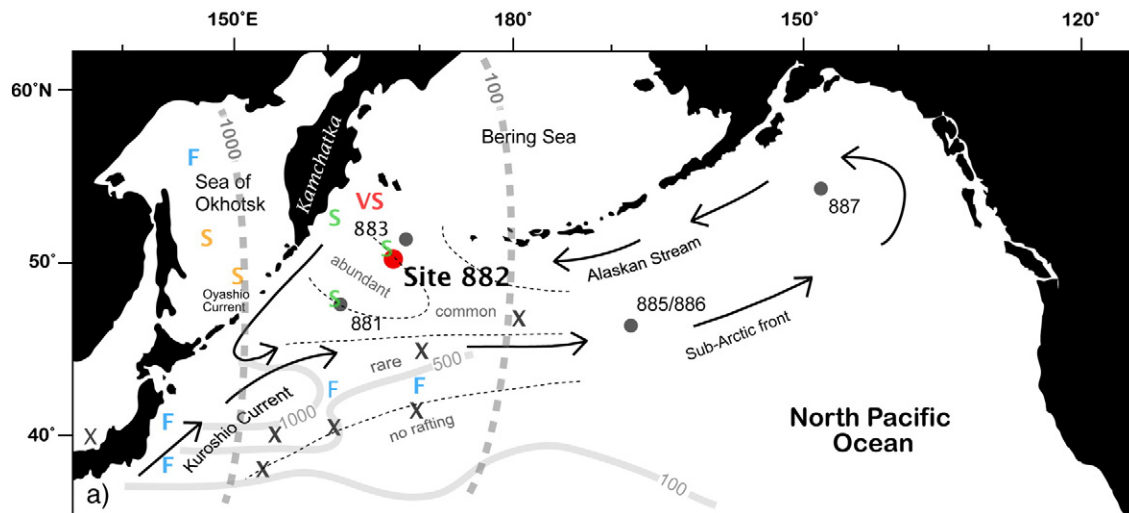 150˚E
180˚
150˚
120˚
60˚N
50˚
40˚
1000
100
Bering Sea
Kamchatka
F
Sea of
Okhotsk
VS
S
S
883
S
887
S
Site 882
abundant
Alaskan Stream
Oyashio
Current
S
881
common
X
885/886
Sub-Arctic front
rare
X
500
F
F
Kuroshio Current
1000
F
X
X
X
X
no rafting
North Pacific
Ocean
F
X
100
a)